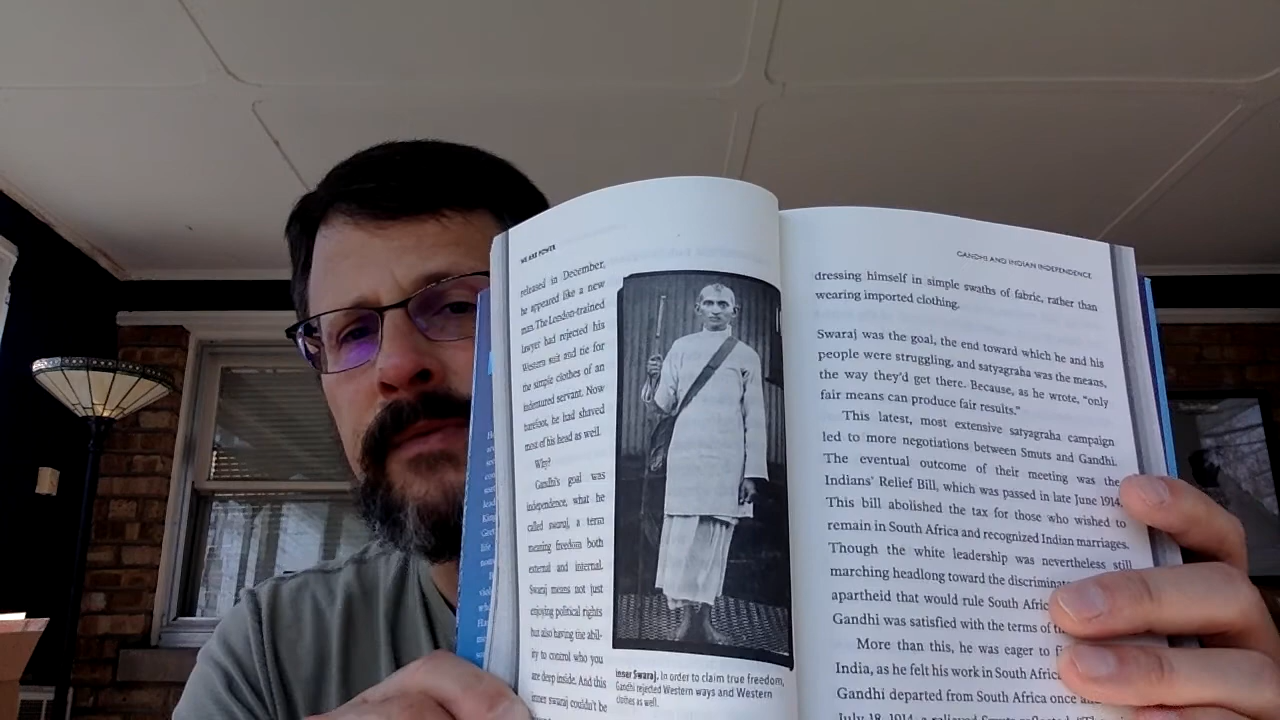 WE ARE POWER
released in December,
he appeared like a new
man. The London-trained
lawyer had rejected his
Western suit and tie for
the simple clothes of an
indentured servant. Now
barefoot, he had shaved
most of his head as well.
Why?
Gandhi's goal was
independence, what he
called swaraj, a term
meaning freedom both
external and internal.
Swaraj means not just
enjoying political rights
but also having the abil-
ity to control who you
are deep inside. And this
inner swaraj couldn't be
Inner Swaraj. In order to claim true freedom,
Gandhi rejected Western ways and Western
clothes as well.
GANDHI AND INDIAN INDEPENDENCE
dressing himself in simple swaths of fabric, rather than
wearing imported clothing.
Swaraj was the goal, the end toward which he and his
people were struggling, and satyagraha was the means,
the way they'd get there. Because, as he wrote, "only
fair means can produce fair results."
This latest, most extensive satyagraha campaign
led to more negotiations between Smuts and Gandhi.
The eventual outcome of their meeting was the
Indians' Relief Bill, which was passed in late June 1914.
This bill abolished the tax for those who wished to
remain in South Africa and recognized Indian marriages.
Though the white leadership was nevertheless still
marching headlong toward the discriminat
apartheid that would rule South Afric
Gandhi was satisfied with the terms of
More than this, he was eager to
India, as he felt his work in South Africa
Gandhi departed from South Africa once
July 18, 1914, a relieved Smuts